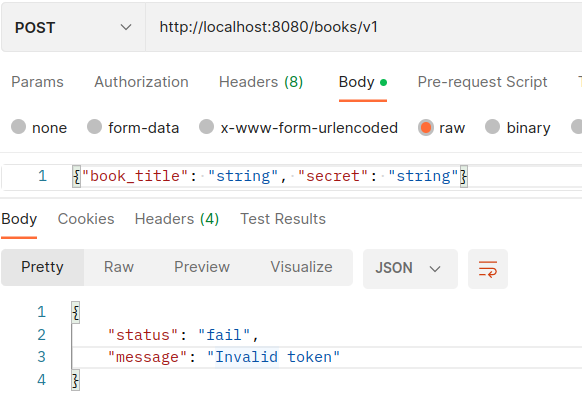 POST http://localhost:8080/books/v1
Params Authorization Headers (8) Body Pre-request Script
none form-data x-www-form-urlencoded raw binary
1 {"book_title": "string", "secret": "string"}
Body Cookies Headers (4) Test Results
Pretty Raw Preview Visualize JSON
1 {
2 "status": "fail",
3 "message": "Invalid token"
4 }